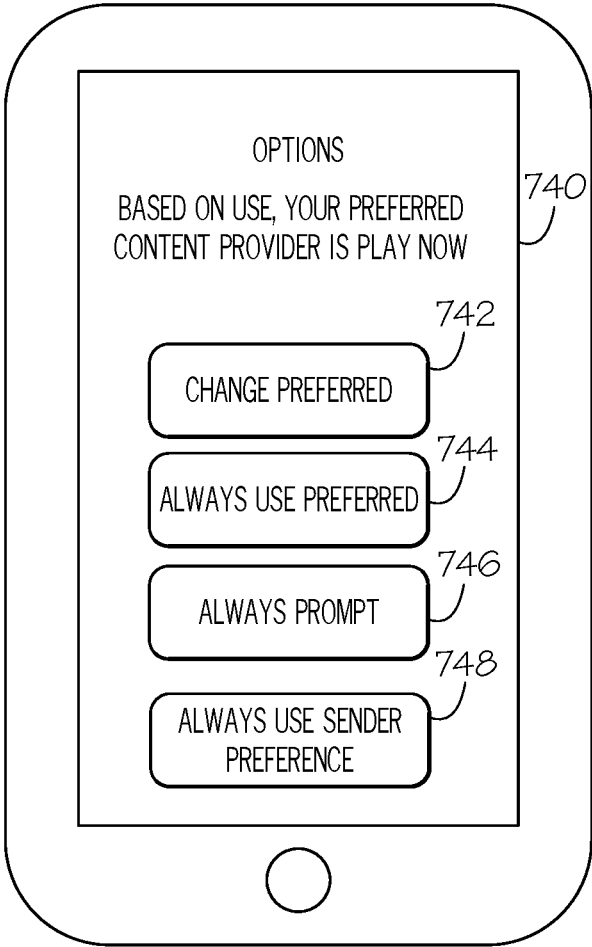 OPTIONS
BASED ON USE, YOUR PREFERRED
CONTENT PROVIDER IS PLAY NOW
740
742
CHANGE PREFERRED
744
ALWAYS USE PREFERRED
746
ALWAYS PROMPT
748
ALWAYS USE SENDER
PREFERENCE